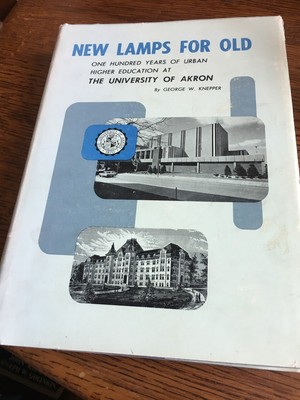 NEW LAMPS FOR OLD
ONE HUNDRED YEARS OF URBAN
HIGHER EDUCATION AT
THE UNIVERSITY OF AKRON
By GEORGE W. KNEPPER